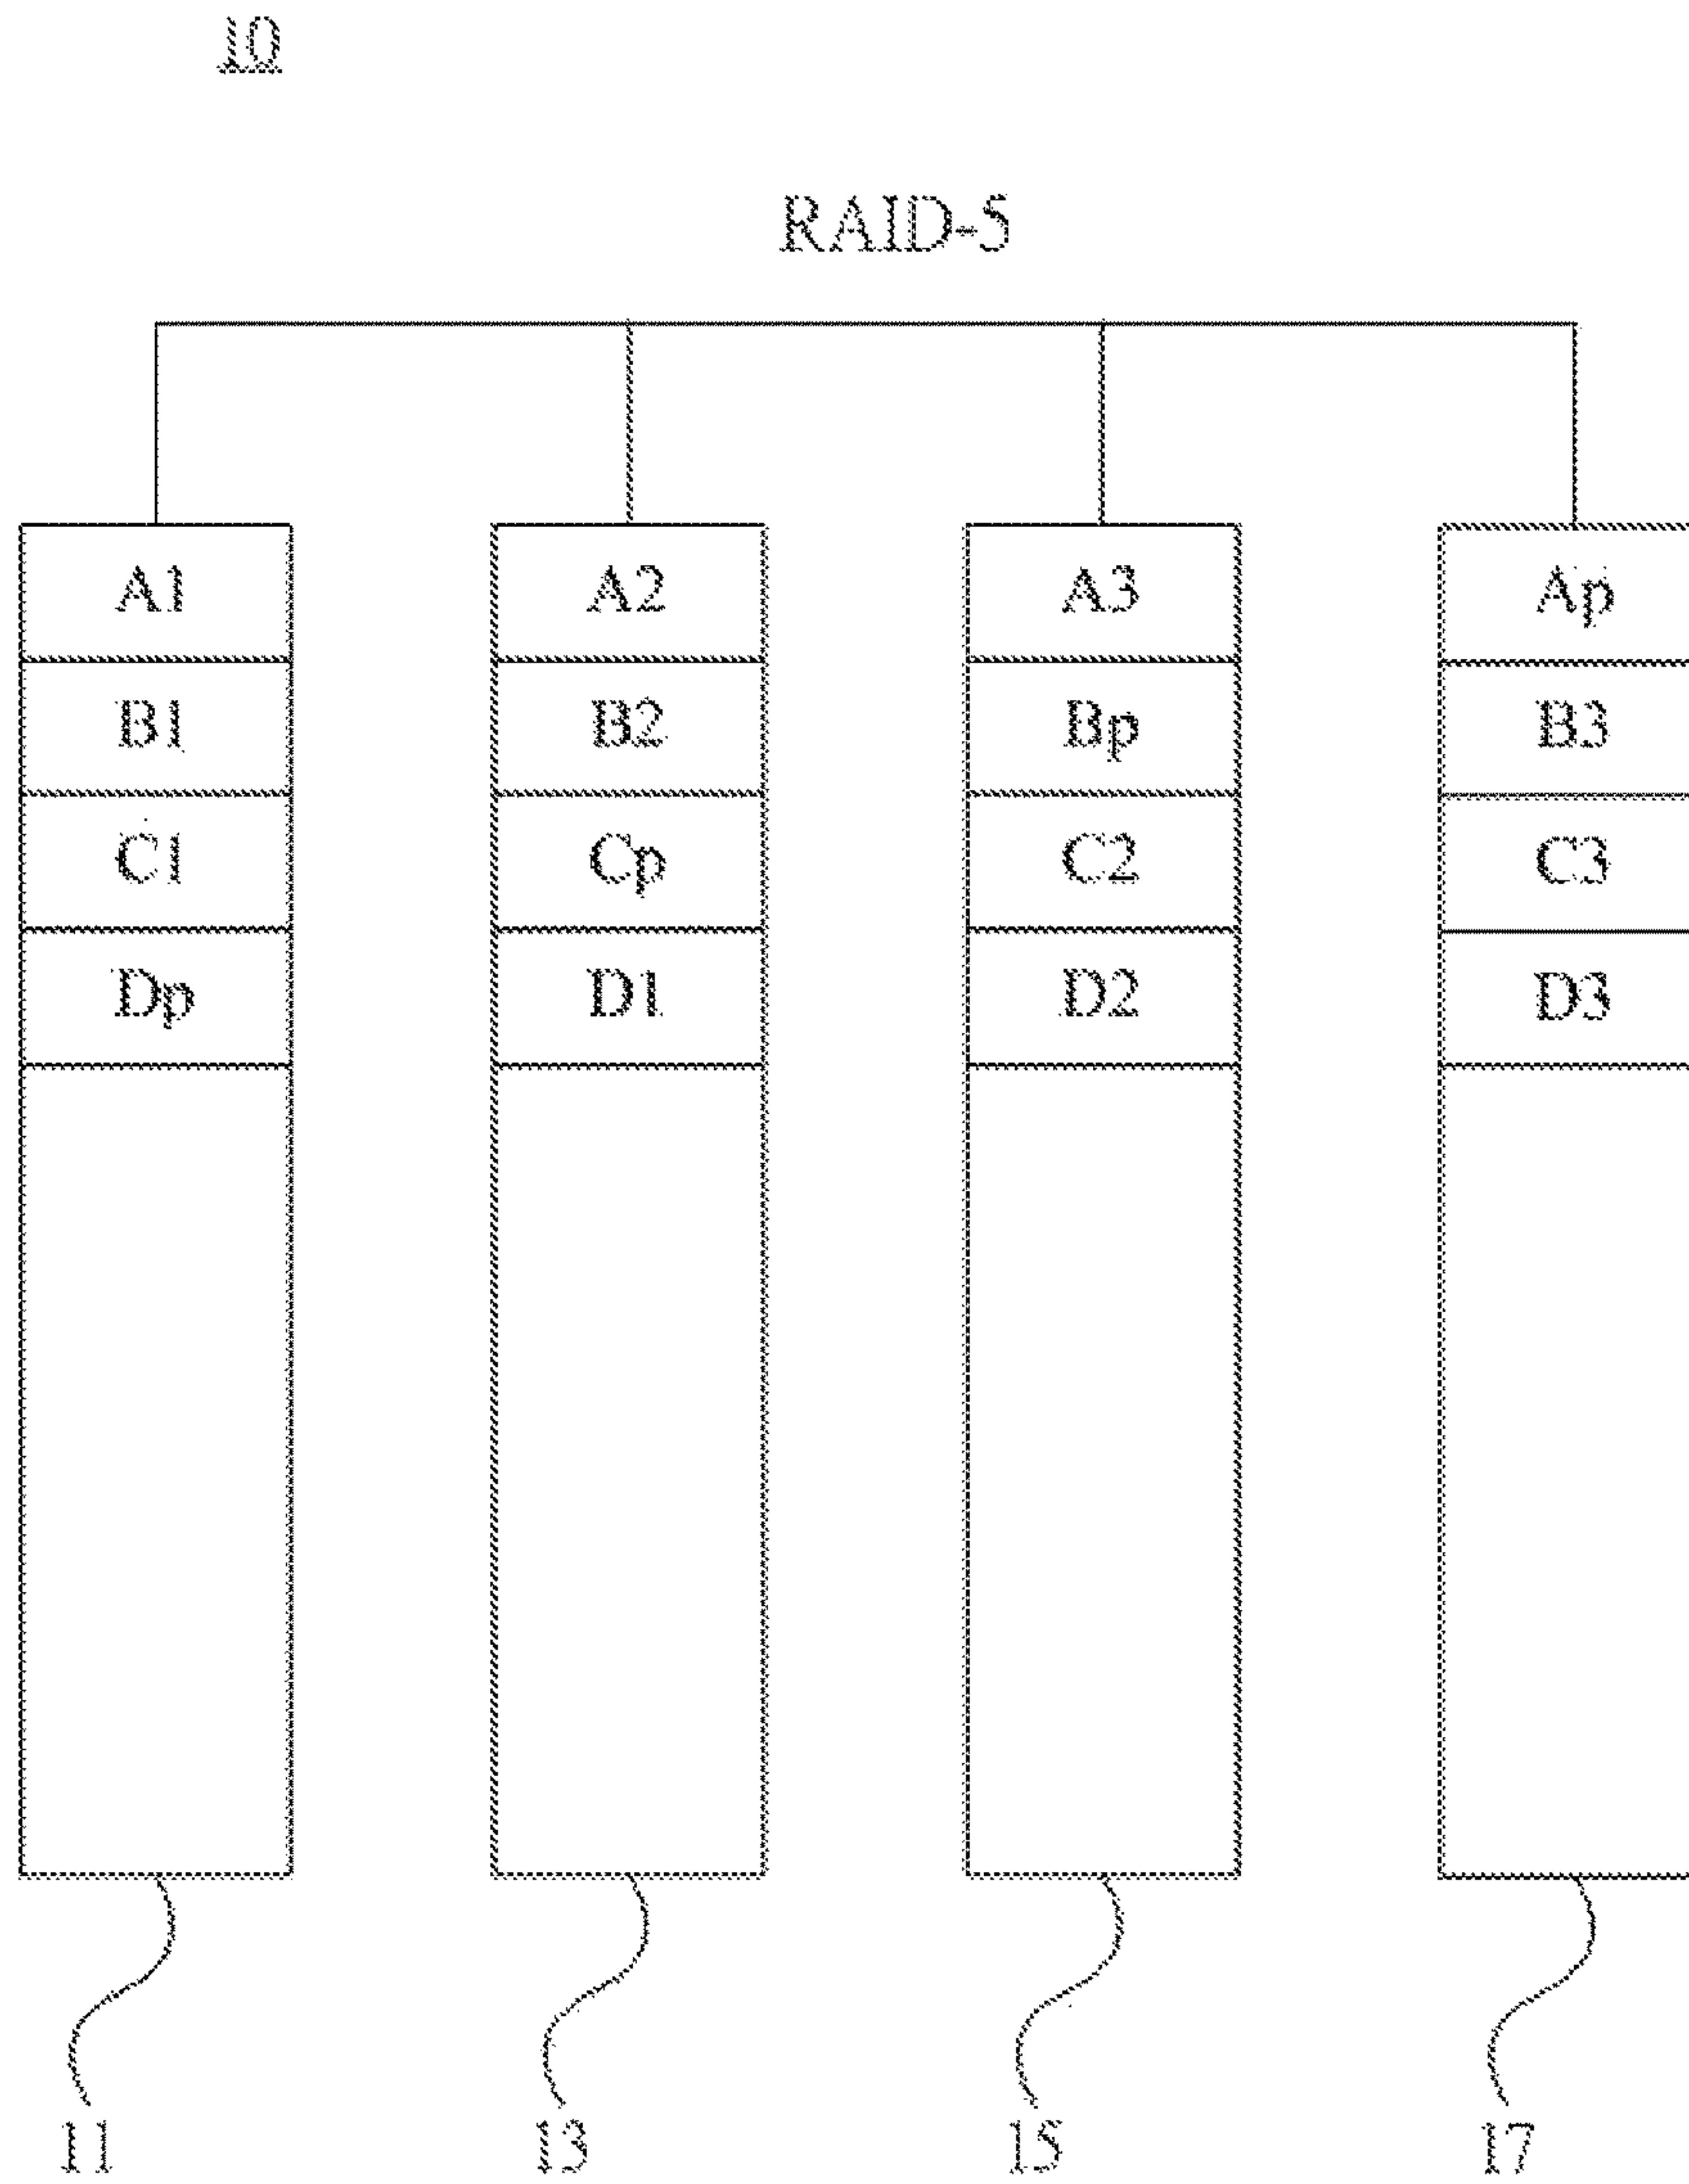 10
RAID-5
A1 A2 A3 Ap
B1 B2 Bp B3
C1 Cp C2 C3
Dp D1 D2 D3
11 13 15 17